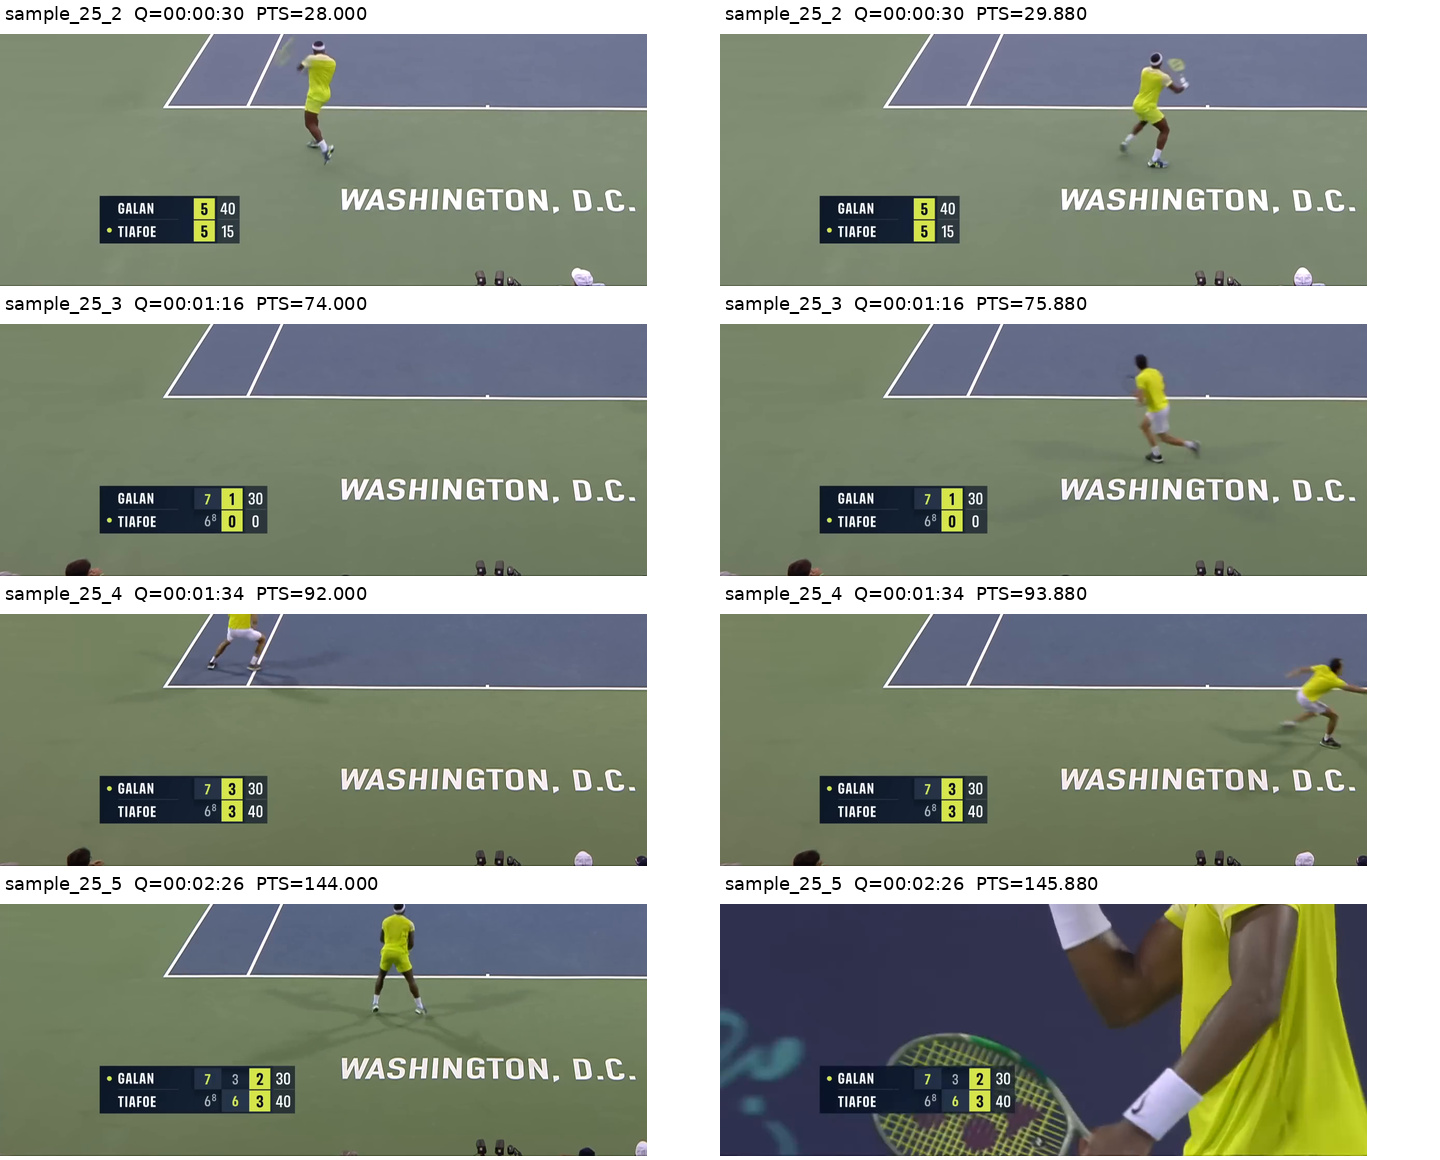 sample_25_2 Q=00:00:30 PTS=28.000
sample_25_2 Q=00:00:30 PTS=29.880
WASHINGTON, D.C.
GALAN 5 40
TIAFOE 5 15
WASHINGTON, D.C.
GALAN 5 40
TIAFOE 5 15
sample_25_3 Q=00:01:16 PTS=74.000
sample_25_3 Q=00:01:16 PTS=75.880
WASHINGTON, D.C.
GALAN 7 1 30
TIAFOE 6⁸ 0 0
WASHINGTON, D.C.
GALAN 7 1 30
TIAFOE 6⁸ 0 0
sample_25_4 Q=00:01:34 PTS=92.000
sample_25_4 Q=00:01:34 PTS=93.880
WASHINGTON, D.C.
GALAN 7 3 30
TIAFOE 6⁸ 3 40
WASHINGTON, D.C.
GALAN 7 3 30
TIAFOE 6⁸ 3 40
sample_25_5 Q=00:02:26 PTS=144.000
sample_25_5 Q=00:02:26 PTS=145.880
WASHINGTON, D.C.
GALAN 7 3 2 30
TIAFOE 6⁸ 6 3 40
GALAN 7 3 2 30
TIAFOE 6⁸ 6 3 40